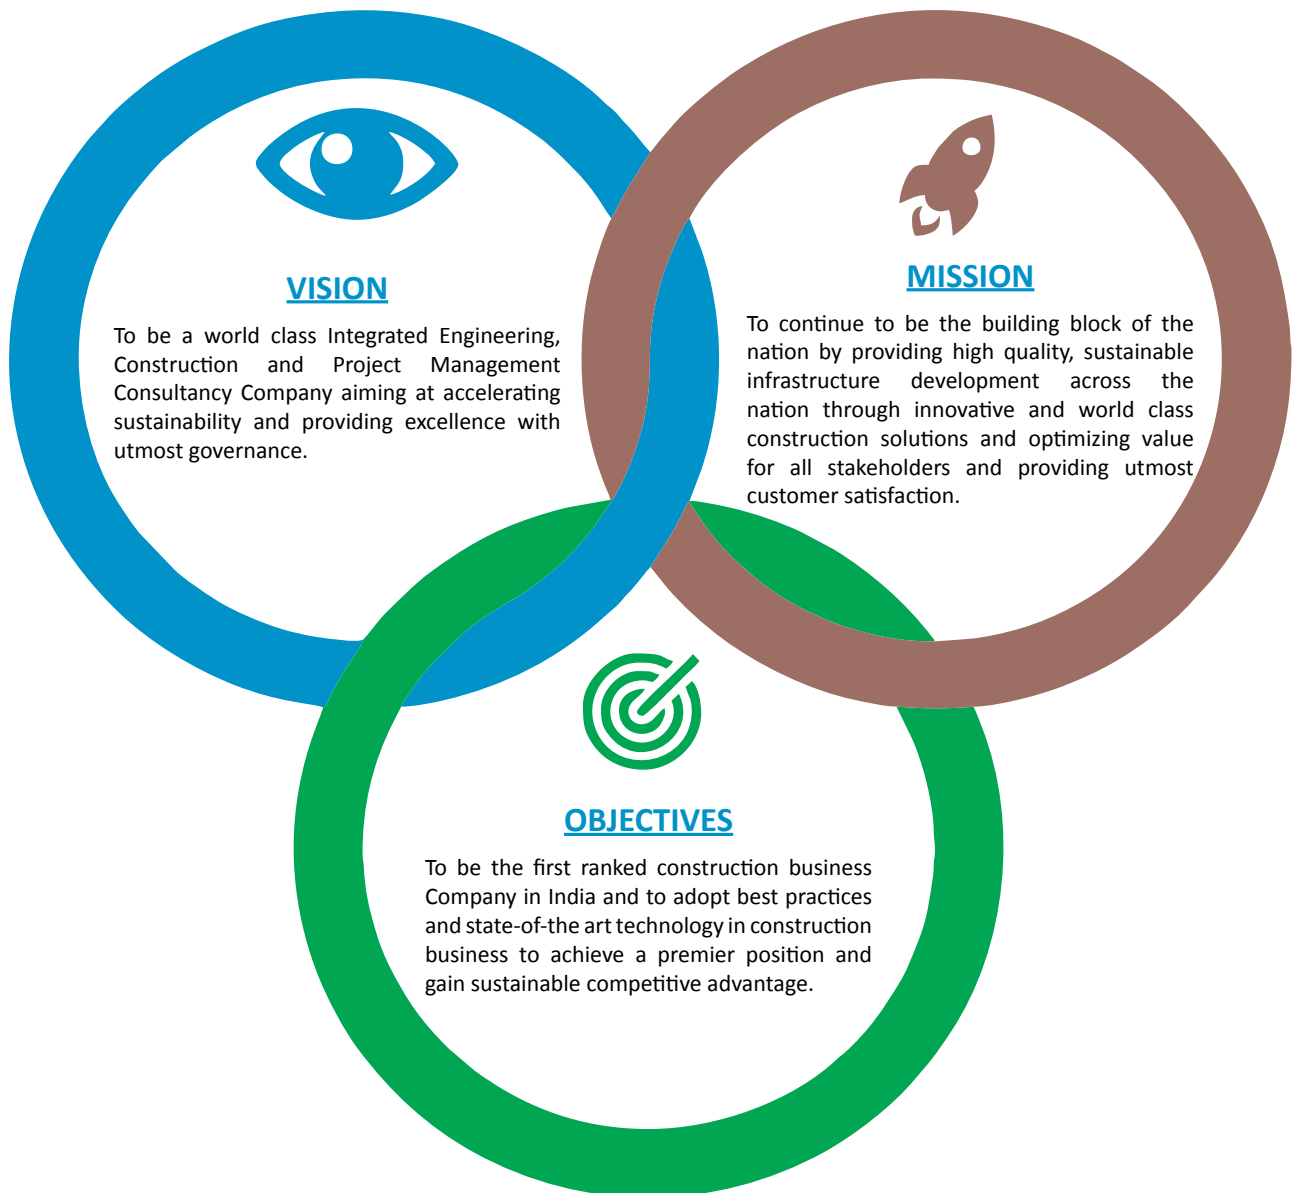 VISION
To be a world class Integrated Engineering,
Construction and Project Management
Consultancy Company aiming at accelerating
sustainability and providing excellence with
utmost governance.
MISSION
To continue to be the building block of the
nation by providing high quality, sustainable
infrastructure development across the
nation through innovative and world class
construction solutions and optimizing value
for all stakeholders and providing utmost
customer satisfaction.
OBJECTIVES
To be the first ranked construction business
Company in India and to adopt best practices
and state-of-the art technology in construction
business to achieve a premier position and
gain sustainable competitive advantage.